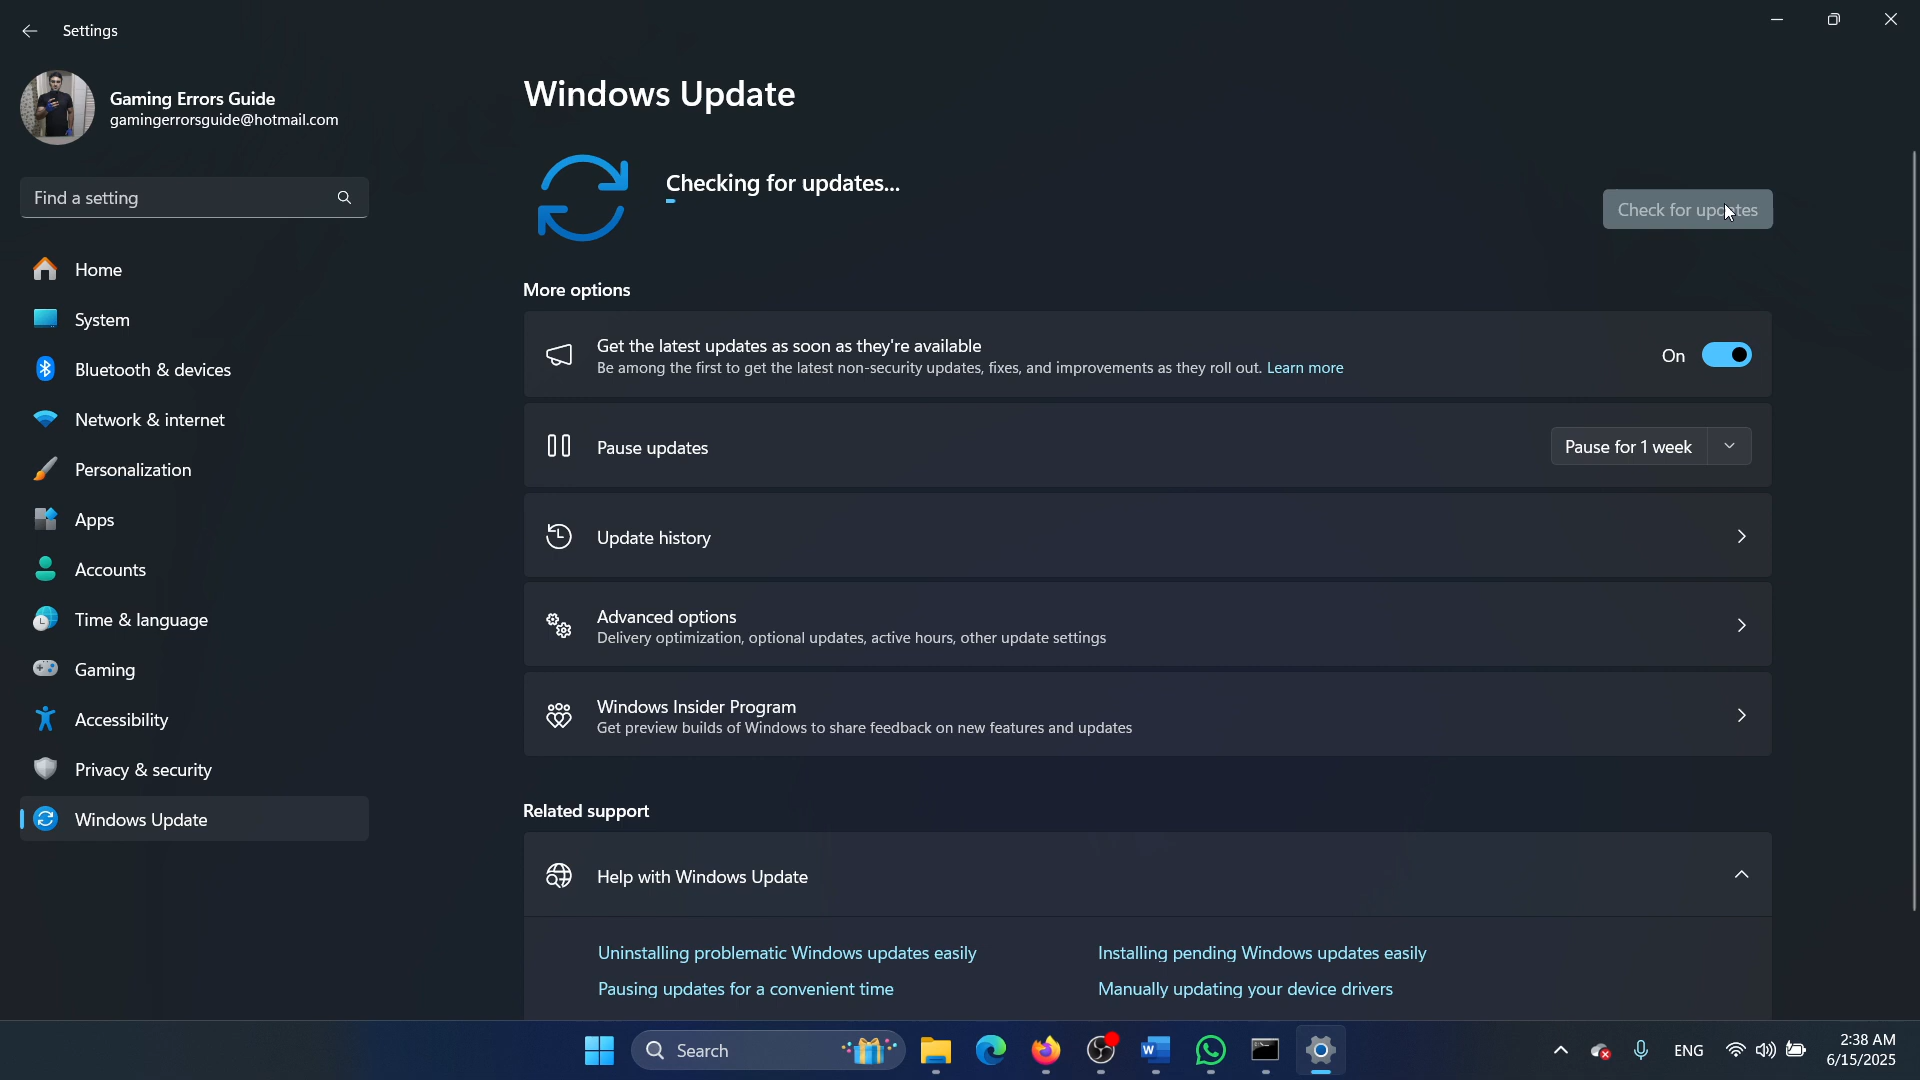 Settings
Gaming Errors Guide
gamingerrorsguide@hotmail.com
Find a setting
Home
System
Bluetooth & devices
Network & internet
Personalization
Apps
Accounts
Time & language
Gaming
Accessibility
Privacy & security
Windows Update
Windows Update
Checking for updates...
Check for updates
More options
Get the latest updates as soon as they're available
Be among the first to get the latest non-security updates, fixes, and improvements as they roll out. Learn more
On
Pause updates
Pause for 1 week
Update history
Advanced options
Delivery optimization, optional updates, active hours, other update settings
Windows Insider Program
Get preview builds of Windows to share feedback on new features and updates
Related support
Help with Windows Update
Uninstalling problematic Windows updates easily
Installing pending Windows updates easily
Pausing updates for a convenient time
Manually updating your device drivers
Search
W
ENG
2:38 AM
6/15/2025